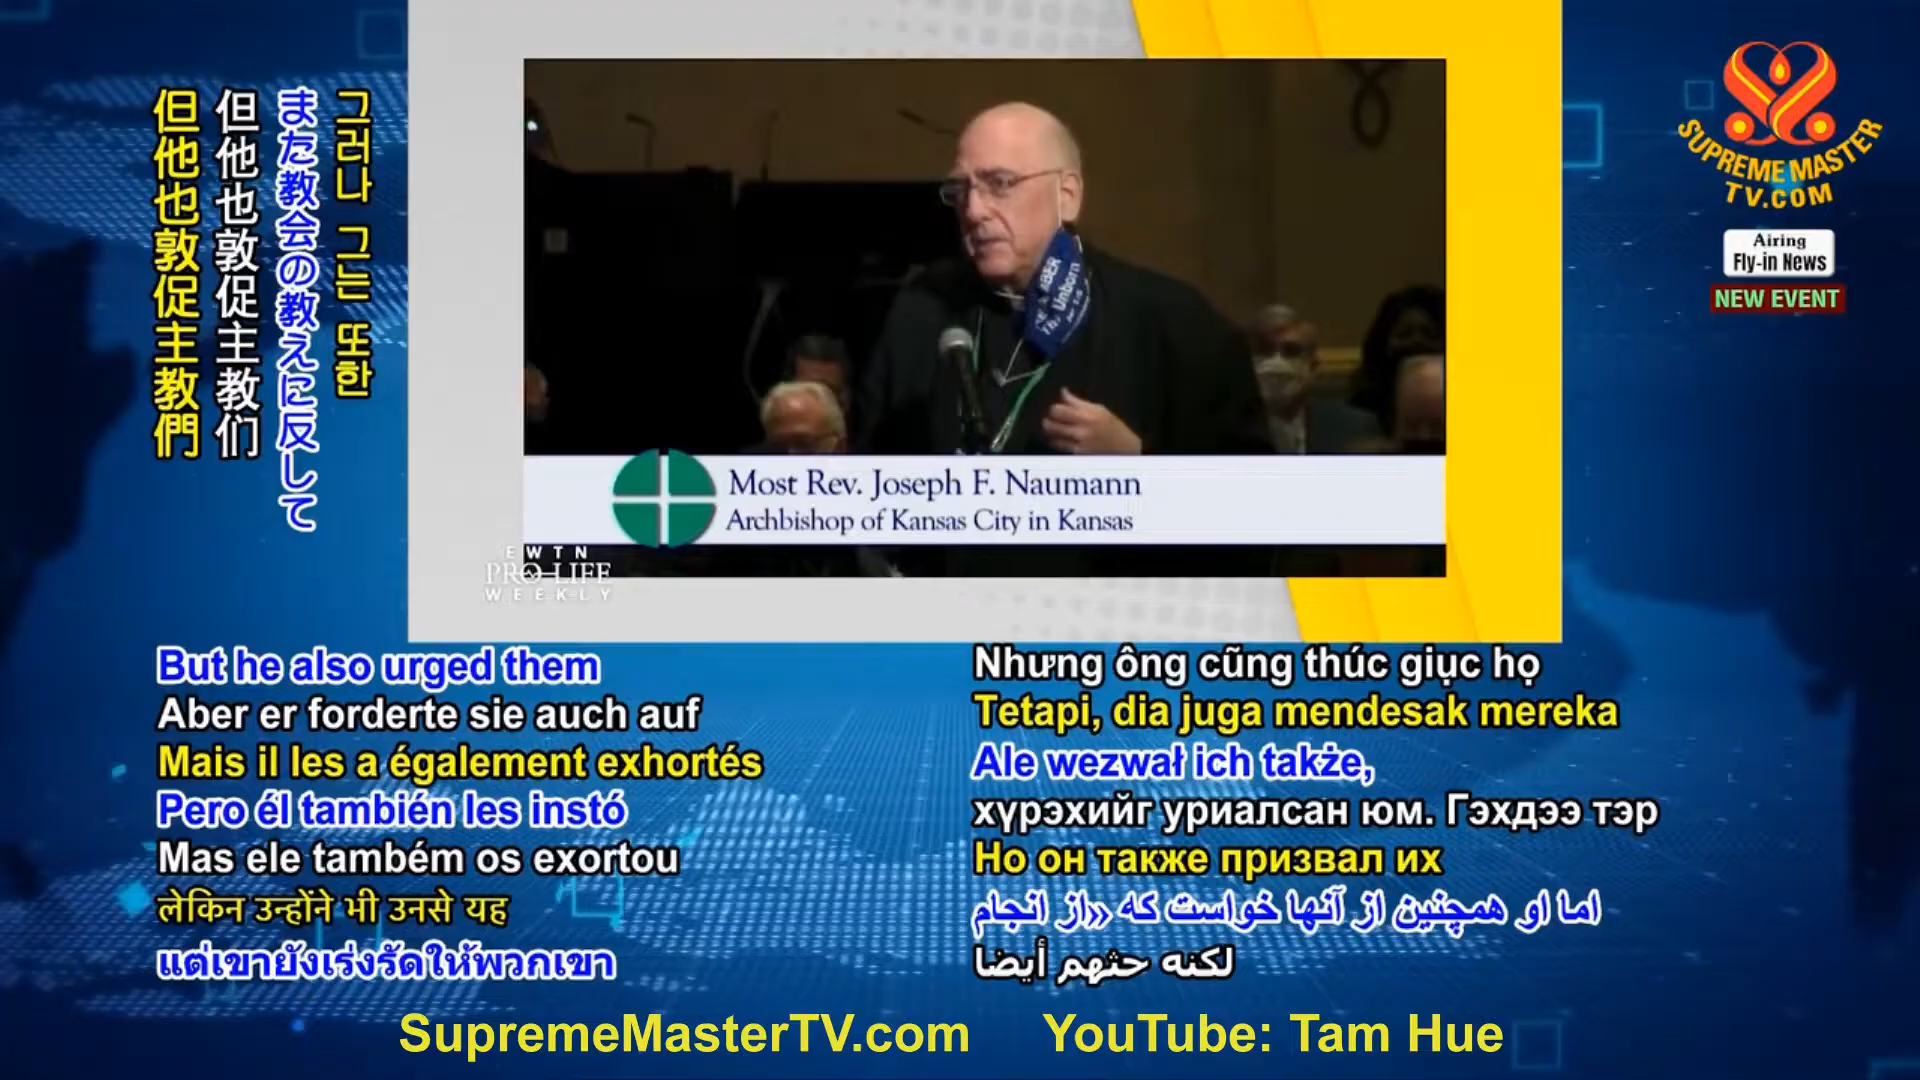 但他也敦促主教們
但他也敦促主教们
また教会の教えに反して
그러나 그는 또한
SUPREME MASTER
TV.COM
Airing
Fly-in News
NEW EVENT
The Unborn
Most Rev. Joseph F. Naumann
Archbishop of Kansas City in Kansas
EWTN
PRO-LIFE
WEEKLY
But he also urged them
Aber er forderte sie auch auf
Mais il les a également exhortés
Pero él también les instó
Mas ele também os exortou
लेकिन उन्होंने भी उनसे यह
แต่เขายังเร่งรัดให้พวกเขา
Nhưng ông cũng thúc giục họ
Tetapi, dia juga mendesak mereka
Ale wezwał ich także,
хүрэхийг уриалсан юм. Гэхдээ тэр
Но он также призвал их
اما او همچنین از آنها خواست که «از انجام
لكنه حثهم أيضا
SupremeMasterTV.com
YouTube: Tam Hue